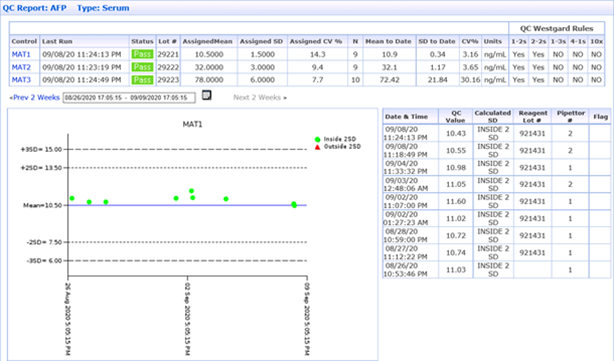 QC Report: AFP Type: Serum
QC Westgard Rules
Control Last Run Status Lot # AssignedMean Assigned SD Assigned CV % N Mean to Date SD to Date CV% Units 1-2s 2-2s 1-3s 4-1s 10x
MAT1 09/08/20 11:24:13 PM Pass 29221 10.5000 1.5000 14.3 9 10.9 0.34 3.16 ng/mL Yes Yes NO NO NO
MAT2 09/08/20 11:23:19 PM Pass 29222 32.0000 3.0000 9.4 9 32.1 1.17 3.65 ng/mL Yes Yes NO NO NO
MAT3 09/08/20 11:24:49 PM Pass 29223 78.0000 6.0000 7.7 10 72.42 21.84 30.16 ng/mL Yes Yes NO NO NO
«Prev 2 Weeks 08/26/2020 17:05:15 - 09/09/2020 17:05:15 Next 2 Weeks »
MAT1
Inside 2SD
Outside 2SD
+3SD= 15.00
+2SD= 13.50
Mean=10.50
-2SD= 7.50
-3SD= 6.00
26 Aug 2020 5:05:15 PM
02 Sep 2020 5:05:15 PM
09 Sep 2020 5:05:15 PM
Date & Time QC Value Calculated SD Reagent Lot # Pipettor # Flag
09/08/20 11:24:13 PM 10.43 INSIDE 2 SD 921431 2
09/08/20 11:18:49 PM 10.55 INSIDE 2 SD 921431 2
09/04/20 11:33:32 PM 10.98 INSIDE 2 SD 921431 1
09/03/20 12:48:06 AM 11.05 INSIDE 2 SD 921431 2
09/02/20 11:07:00 PM 11.60 INSIDE 2 SD 921431 1
09/02/20 01:27:23 AM 11.02 INSIDE 2 SD 921431 1
08/28/20 10:59:00 PM 10.72 INSIDE 2 SD 921431 1
08/27/20 11:12:22 PM 10.74 INSIDE 2 SD 921431 1
08/26/20 10:53:46 PM 11.03 INSIDE 2 SD 1